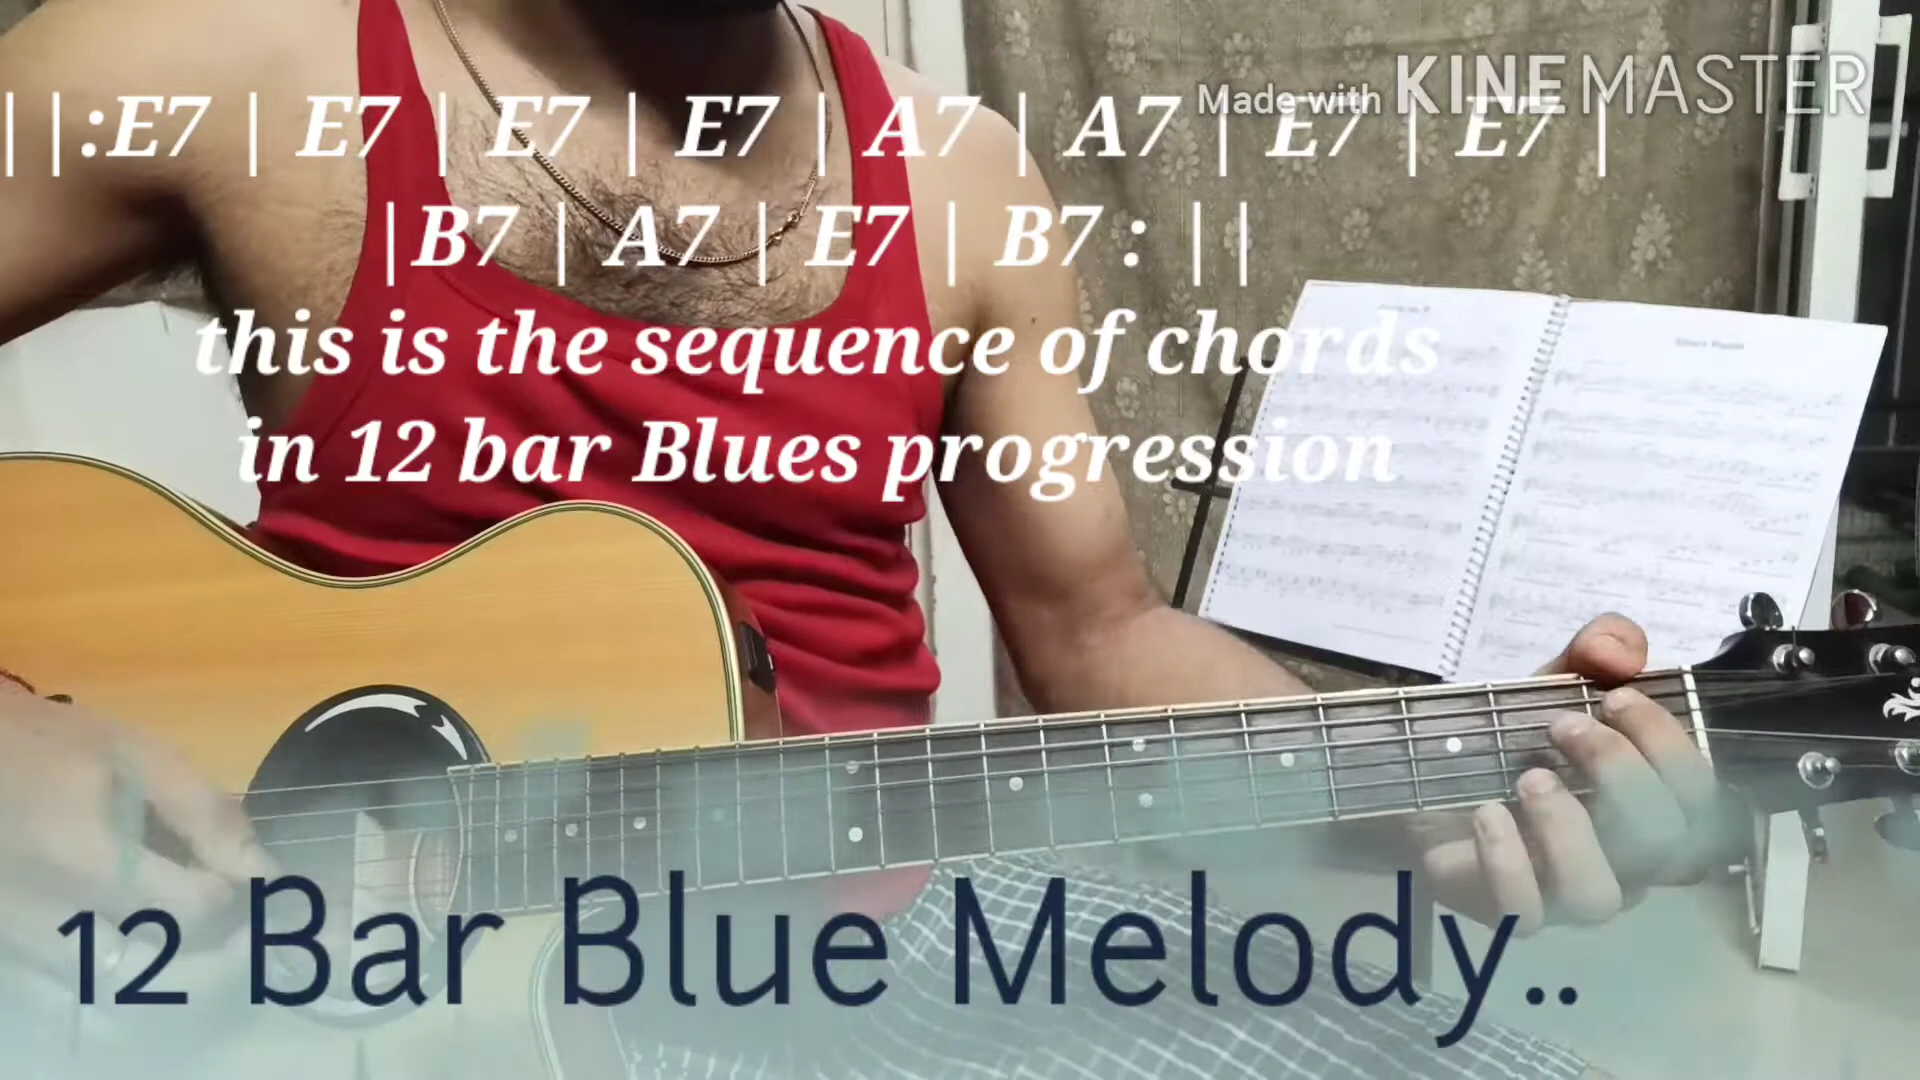 Made with KINEMASTER
||:E7 | E7 | E7 | E7 | A7 | A7 | E7 | E7 |
|B7 | A7 | E7 | B7 : ||
this is the sequence of chords
in 12 bar Blues progression
12 Bar Blue Melody..